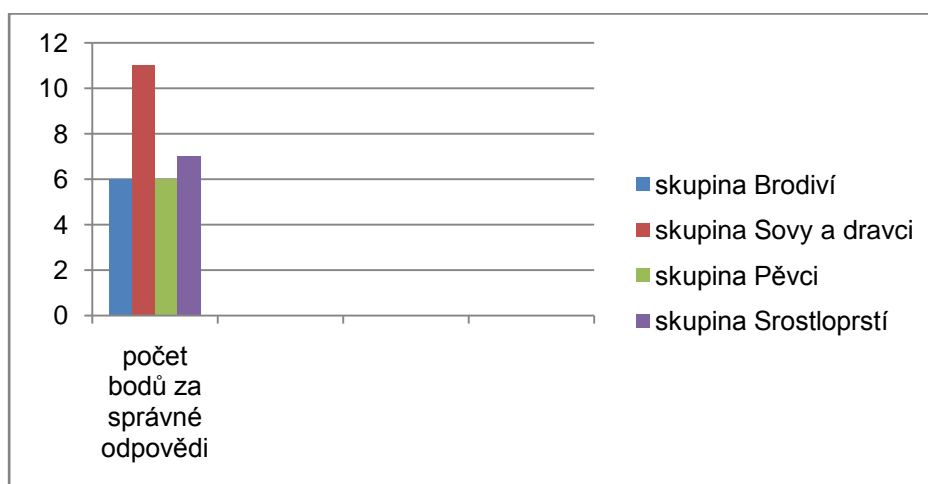 12
10
8
6
4
2
0
počet
bodů za
správné
odpovědi
skupina Brodiví
skupina Sovy a dravci
skupina Pěvci
skupina Srostloprstí